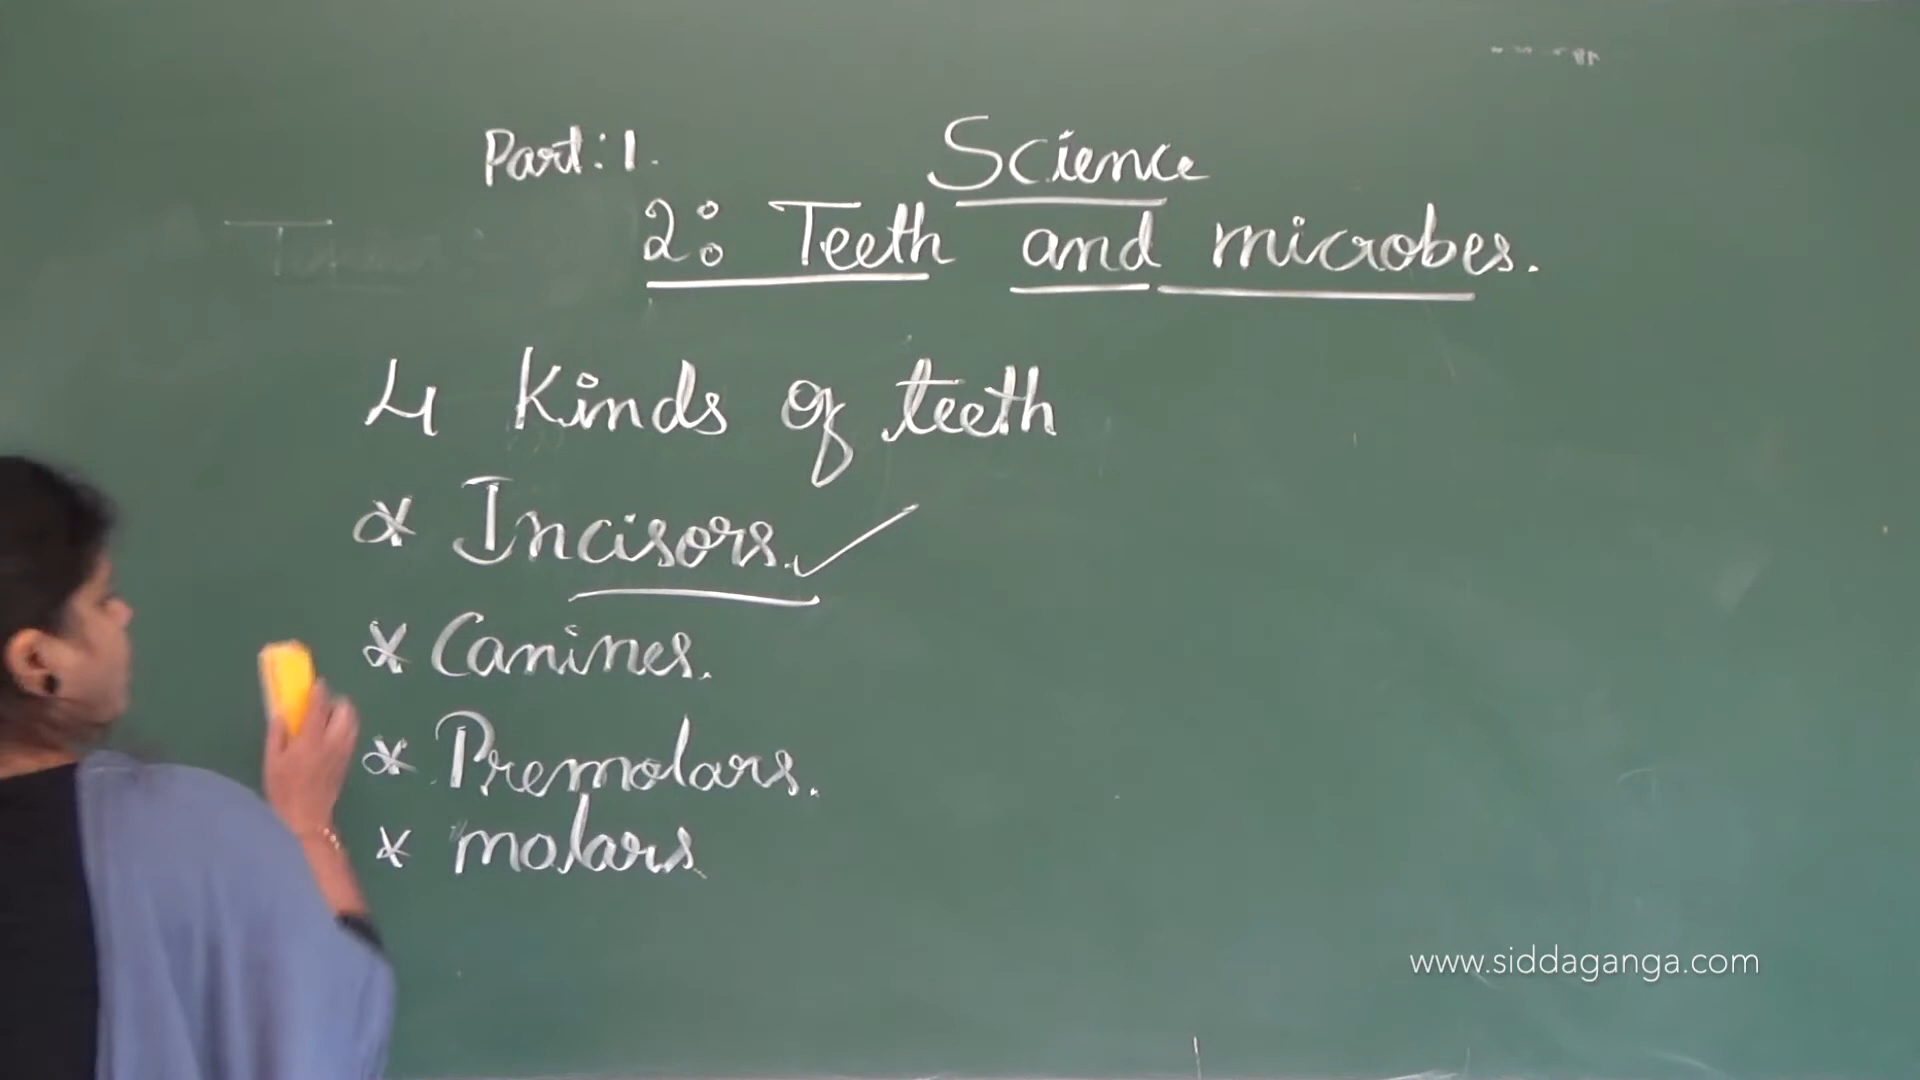 Part: 1.
Science
2: Teeth and microbes.
4 Kinds of teeth
* Incisors. ✓
* Canines.
* Premolars.
* molars.
www.siddaganga.com